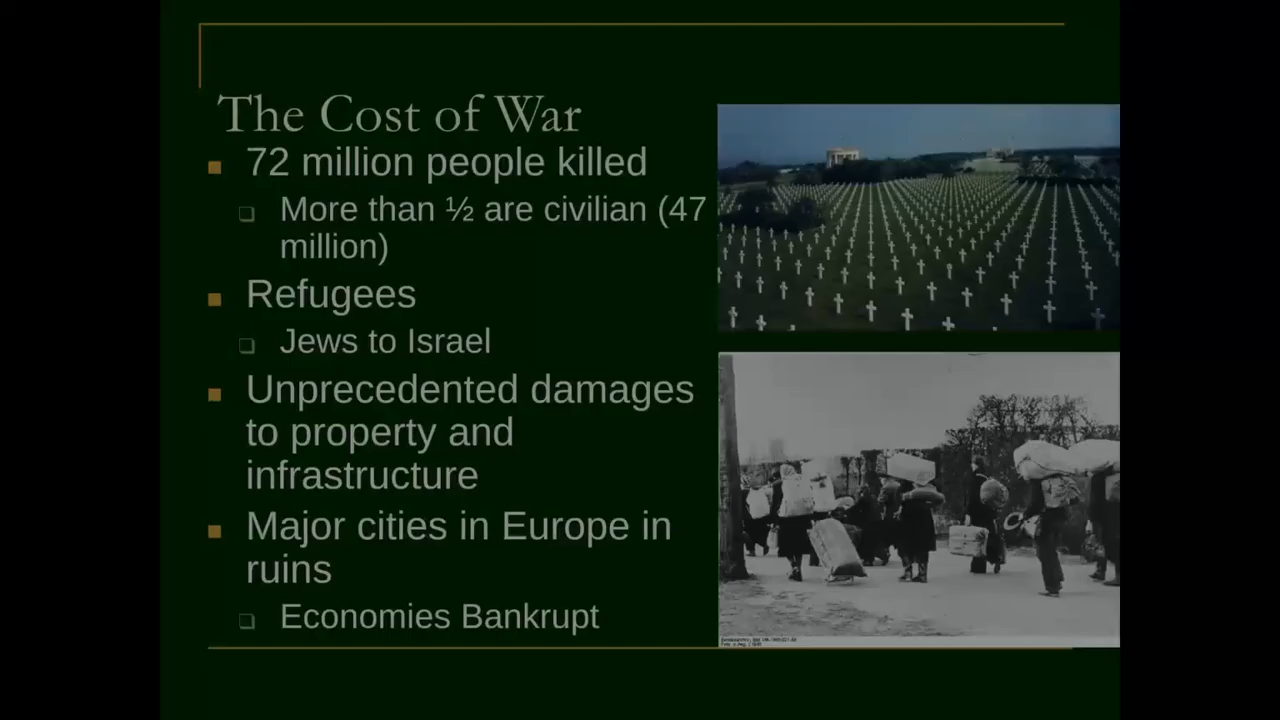 The Cost of War
72 million people killed
More than ½ are civilian (47
million)
Refugees
Jews to Israel
Unprecedented damages
to property and
infrastructure
Major cities in Europe in
ruins
Economies Bankrupt